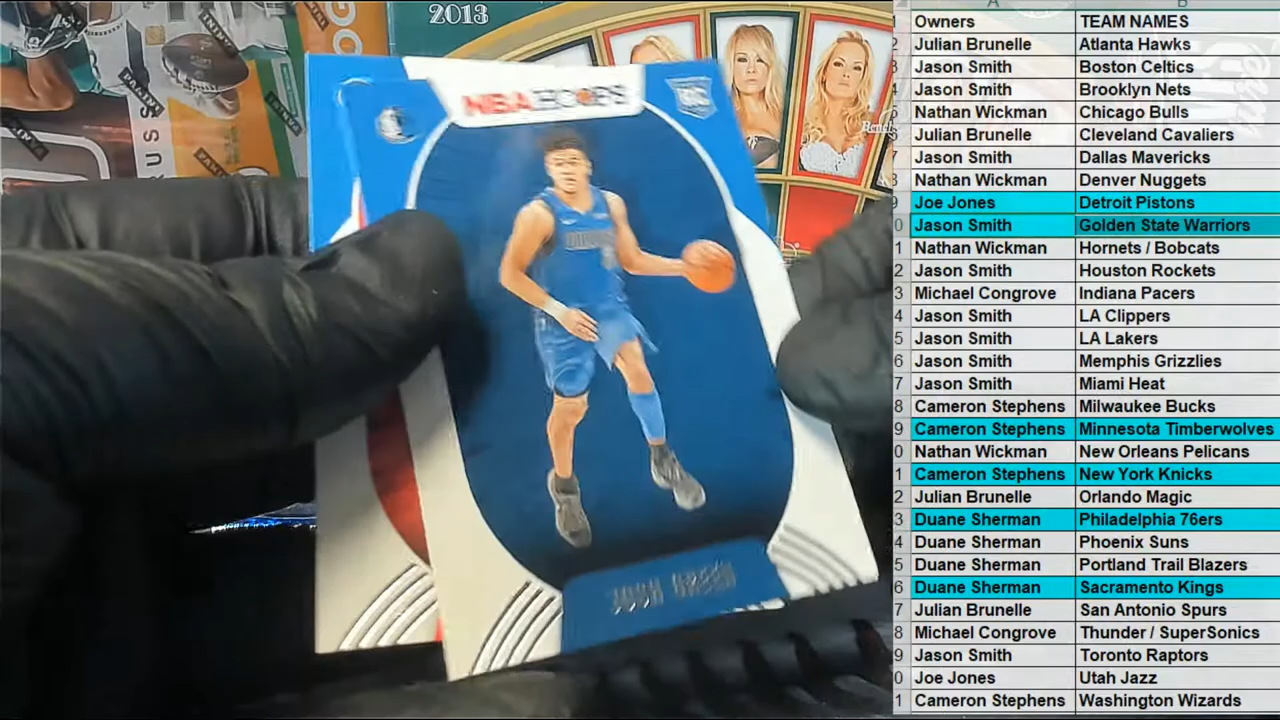 2013
NBA HOOPS
RC
PANINI
Bench
Owners TEAM NAMES
Julian Brunelle Atlanta Hawks
Jason Smith Boston Celtics
Jason Smith Brooklyn Nets
Nathan Wickman Chicago Bulls
Julian Brunelle Cleveland Cavaliers
Jason Smith Dallas Mavericks
Nathan Wickman Denver Nuggets
Joe Jones Detroit Pistons
Jason Smith Golden State Warriors
Nathan Wickman Hornets / Bobcats
Jason Smith Houston Rockets
Michael Congrove Indiana Pacers
Jason Smith LA Clippers
Jason Smith LA Lakers
Jason Smith Memphis Grizzlies
Jason Smith Miami Heat
Cameron Stephens Milwaukee Bucks
Cameron Stephens Minnesota Timberwolves
Nathan Wickman New Orleans Pelicans
Cameron Stephens New York Knicks
Julian Brunelle Orlando Magic
Duane Sherman Philadelphia 76ers
Duane Sherman Phoenix Suns
Duane Sherman Portland Trail Blazers
Duane Sherman Sacramento Kings
Julian Brunelle San Antonio Spurs
Michael Congrove Thunder / SuperSonics
Jason Smith Toronto Raptors
Joe Jones Utah Jazz
Cameron Stephens Washington Wizards